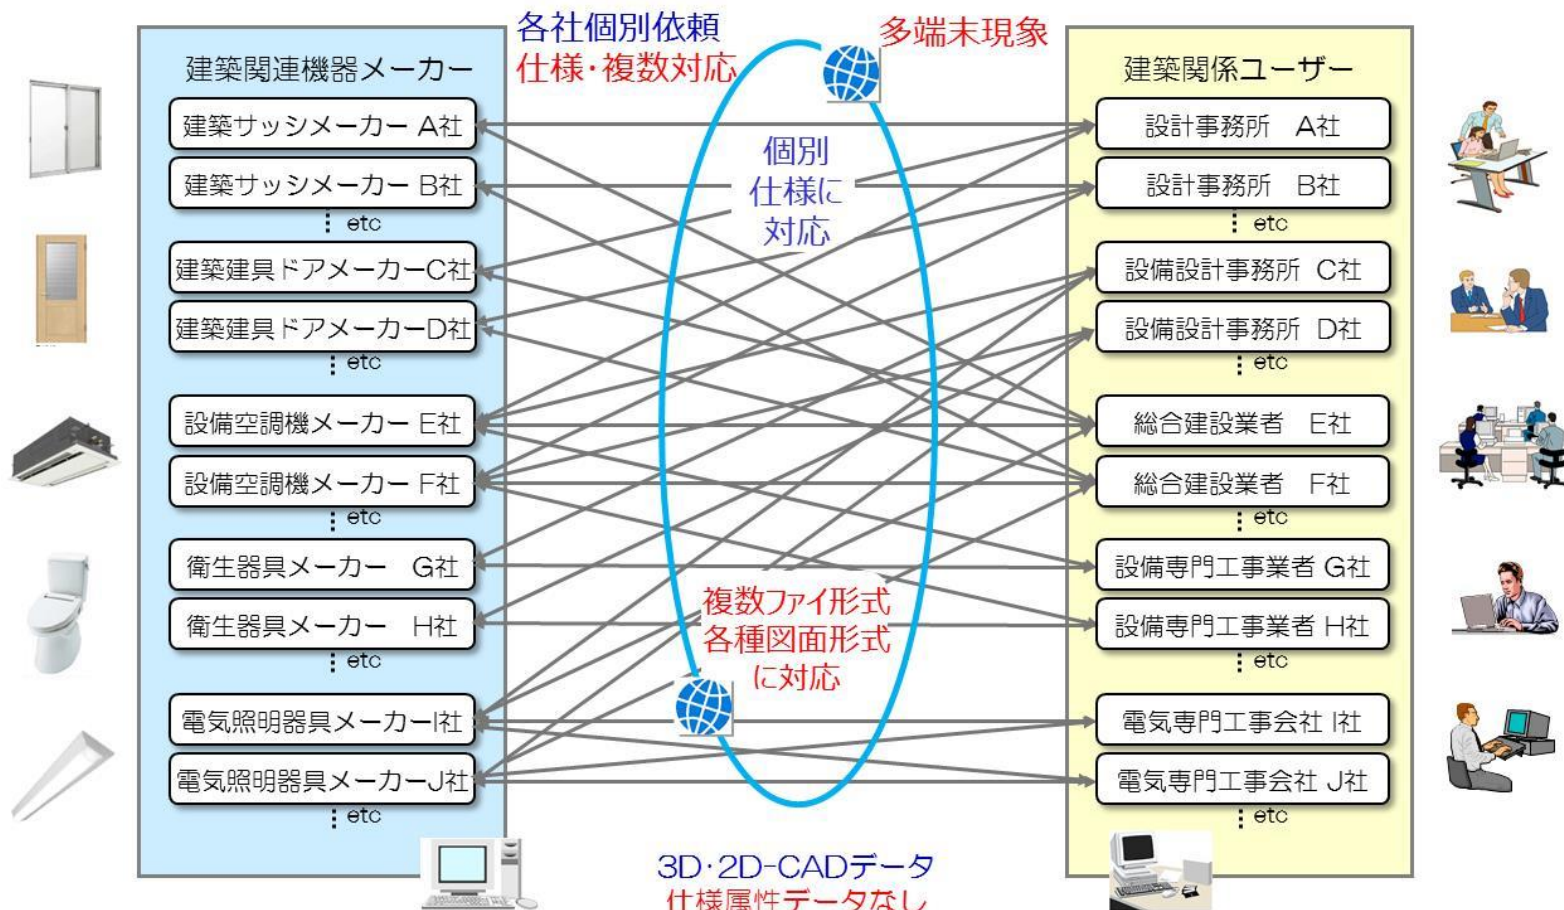 各社個別依頼
仕様・複数対応
多端末現象
建築関連機器メーカー
建築サッシメーカー A社
建築サッシメーカー B社
etc
建築建具ドアメーカーC社
建築建具ドアメーカーD社
etc
設備空調機メーカー E社
設備空調機メーカー F社
etc
衛生器具メーカー G社
衛生器具メーカー H社
etc
電気照明器具メーカーI社
電気照明器具メーカーJ社
etc
個別
仕様に
対応
複数ファイ形式
各種図面形式
に対応
建築関係ユーザー
設計事務所 A社
設計事務所 B社
etc
設備設計事務所 C社
設備設計事務所 D社
etc
総合建設業者 E社
総合建設業者 F社
etc
設備専門工事業者 G社
設備専門工事業者 H社
etc
電気専門工事会社 I社
電気専門工事会社 J社
etc
3D・2D-CADデータ
仕様属性データなし